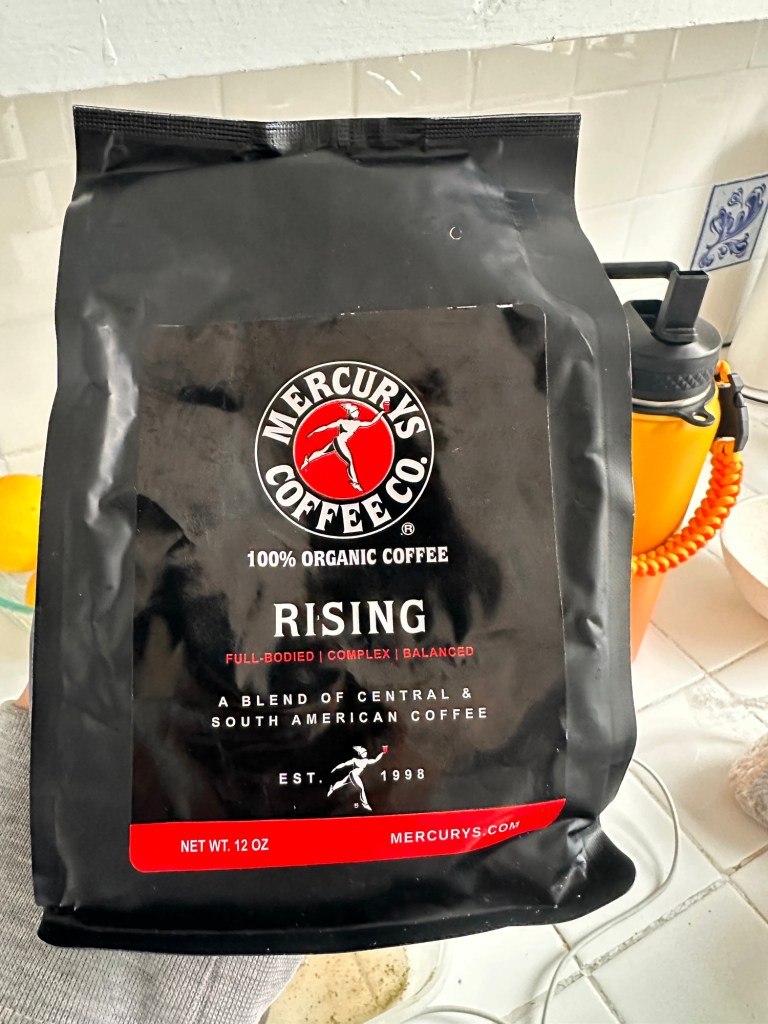 MERCURYS
COFFEE CO.
®
100% ORGANIC COFFEE
RISING
FULL-BODIED | COMPLEX | BALANCED
A BLEND OF CENTRAL &
SOUTH AMERICAN COFFEE
EST. 1998
NET WT. 12 OZ
MERCURYS.COM